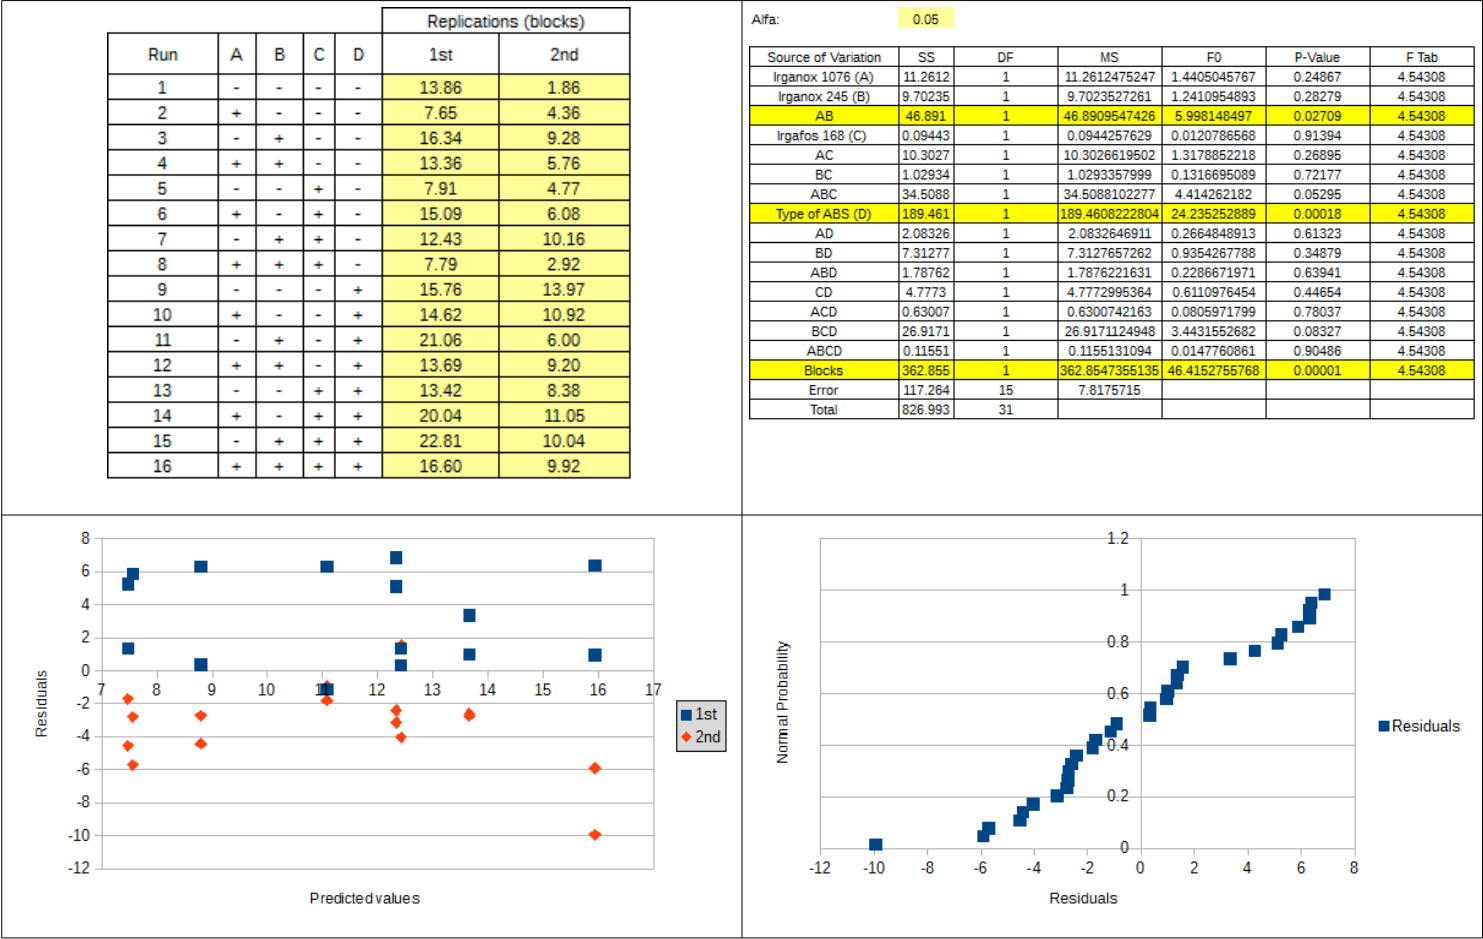 Replications (blocks)
Run A B C D 1st 2nd
1 - - - - 13.86 1.86
2 + - - - 7.65 4.36
3 - + - - 16.34 9.28
4 + + - - 13.36 5.76
5 - - + - 7.91 4.77
6 + - + - 15.09 6.08
7 - + + - 12.43 10.16
8 + + + - 7.79 2.92
9 - - - + 15.76 13.97
10 + - - + 14.62 10.92
11 - + - + 21.06 6.00
12 + + - + 13.69 9.20
13 - - + + 13.42 8.38
14 + - + + 20.04 11.05
15 - + + + 22.81 10.04
16 + + + + 16.60 9.92
Alfa: 0.05
Source of Variation SS DF MS F0 P-Value F Tab
Irganox 1076 (A) 11.2612 1 11.2612475247 1.4405045767 0.24867 4.54308
Irganox 245 (B) 9.70235 1 9.7023527261 1.2410954893 0.28279 4.54308
AB 46.891 1 46.8909547426 5.998148497 0.02709 4.54308
Irgafos 168 (C) 0.09443 1 0.0944257629 0.0120786568 0.91394 4.54308
AC 10.3027 1 10.3026619502 1.3178852218 0.26895 4.54308
BC 1.02934 1 1.0293357999 0.1316695089 0.72177 4.54308
ABC 34.5088 1 34.5088102277 4.414262182 0.05295 4.54308
Type of ABS (D) 189.461 1 189.4608222804 24.235252889 0.00018 4.54308
AD 2.08326 1 2.0832646911 0.2664848913 0.61323 4.54308
BD 7.31277 1 7.3127657262 0.9354267788 0.34879 4.54308
ABD 1.78762 1 1.7876221631 0.2286671971 0.63941 4.54308
CD 4.7773 1 4.7772995364 0.6110976454 0.44654 4.54308
ACD 0.63007 1 0.6300742163 0.0805971799 0.78037 4.54308
BCD 26.9171 1 26.9171124948 3.4431552682 0.08327 4.54308
ABCD 0.11551 1 0.1155131094 0.0147760861 0.90486 4.54308
Blocks 362.855 1 362.8547355135 46.4152755768 0.00001 4.54308
Error 117.264 15 7.8175715
Total 826.993 31
8
6
4
2
0
-2
-4
-6
-8
-10
-12
7 8 9 10 11 12 13 14 15 16 17
Residuals
Predicted values
1st
2nd
1.2
1
0.8
0.6
0.4
0.2
0
-12 -10 -8 -6 -4 -2 0 2 4 6 8
Normal Probability
Residuals
Residuals